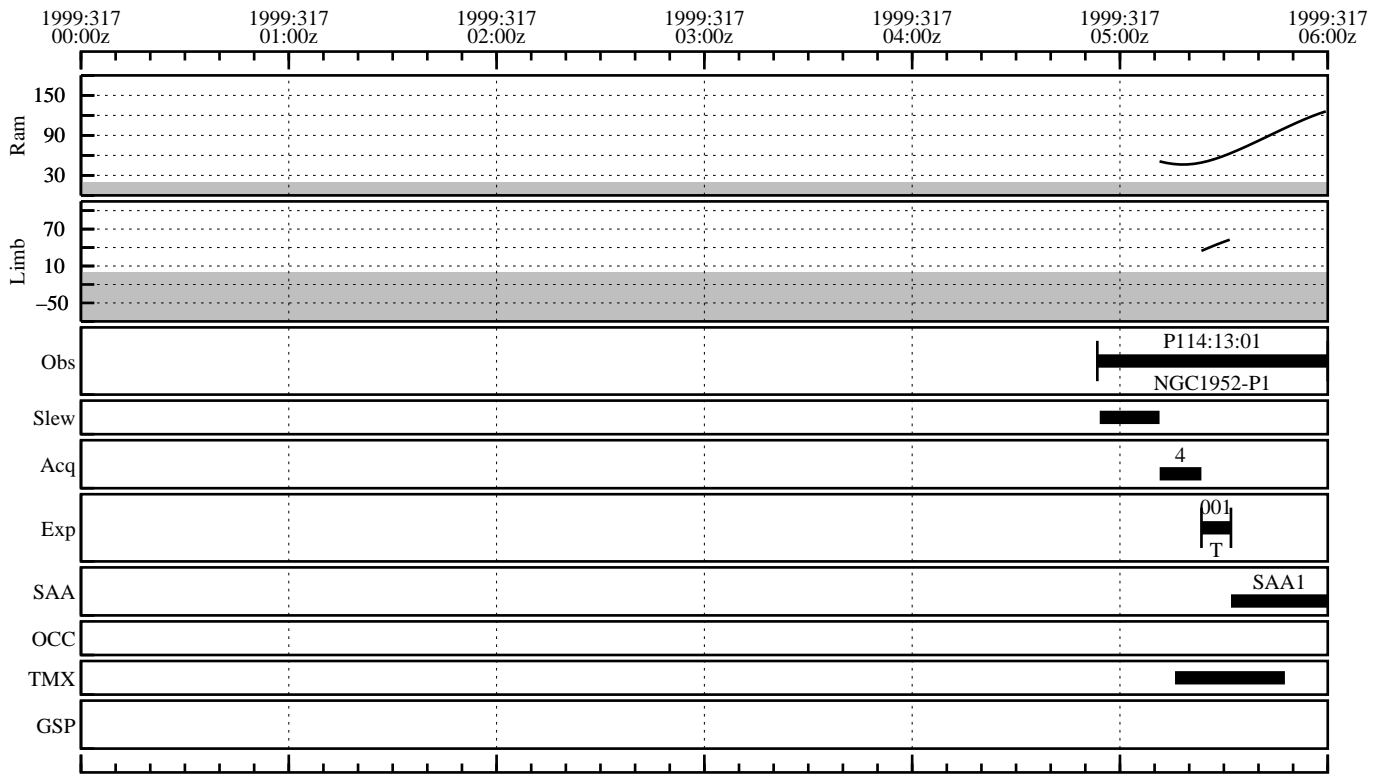 1999:317 1999:317 1999:317 1999:317 1999:317 1999:317 1999:317
00:00z 01:00z 02:00z 03:00z 04:00z 05:00z 06:00z
Ram
150
90
30
Limb
70
10
−50
Obs
P114:13:01
NGC1952-P1
Slew
Acq
4
Exp
001
T
SAA
SAA1
OCC
TMX
GSP